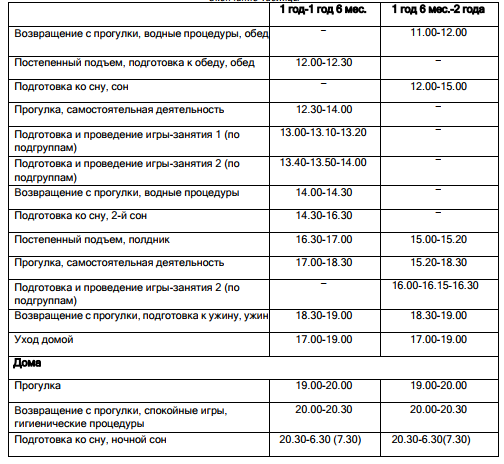 1 год-1 год 6 мес. 1 год 6 мес.-2 года
Возвращение с прогулки, водные процедуры, обед – 11.00-12.00
Постепенный подъем, подготовка к обеду, обед 12.00-12.30 –
Подготовка ко сну, сон – 12.00-15.00
Прогулка, самостоятельная деятельность 12.30-14.00 –
Подготовка и проведение игры-занятия 1 (по 13.00-13.10-13.20 –
подгруппам)
Подготовка и проведение игры-занятия 2 (по 13.40-13.50-14.00 –
подгруппам)
Возвращение с прогулки, водные процедуры 14.00-14.30 –
Подготовка ко сну, 2-й сон 14.30-16.30 –
Постепенный подъем, полдник 16.30-17.00 15.00-15.20
Прогулка, самостоятельная деятельность 17.00-18.30 15.20-18.30
Подготовка и проведение игры-занятия 2 (по – 16.00-16.15-16.30
подгруппам)
Возвращение с прогулки, подготовка к ужину, ужин 18.30-19.00 18.30-19.00
Уход домой 17.00-19.00 17.00-19.00
Дома
Прогулка 19.00-20.00 19.00-20.00
Возвращение с прогулки, спокойные игры, 20.00-20.30 20.00-20.30
гигиенические процедуры
Подготовка ко сну, ночной сон 20.30-6.30 (7.30) 20.30-6.30(7.30)